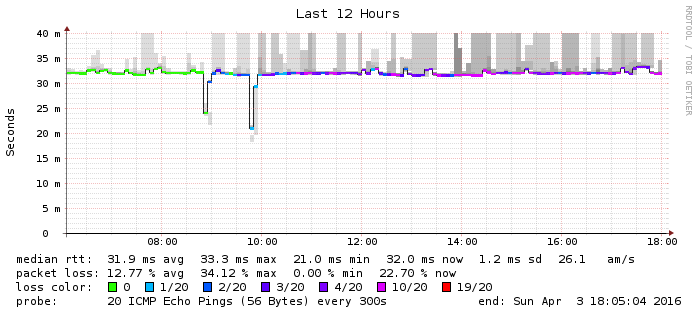 Last 12 Hours
RRDTOOL / TOBI OETIKER
Seconds
40 m
35 m
30 m
25 m
20 m
15 m
10 m
5 m
0
08:00 10:00 12:00 14:00 16:00 18:00
median rtt: 31.9 ms avg 33.3 ms max 21.0 ms min 32.0 ms now 1.2 ms sd 26.1 am/s
packet loss: 12.77 % avg 34.12 % max 0.00 % min 22.70 % now
loss color: 0 1/20 2/20 3/20 4/20 10/20 19/20
probe: 20 ICMP Echo Pings (56 Bytes) every 300s end: Sun Apr 3 18:05:04 2016